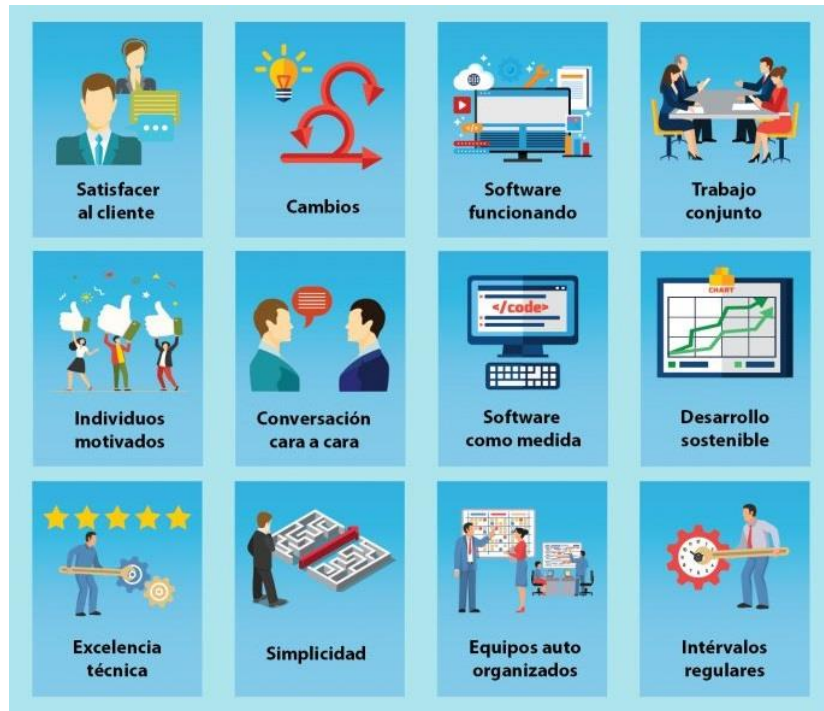 Satisfacer
al cliente
Cambios
Software
funcionando
Trabajo
conjunto
Individuos
motivados
Conversación
cara a cara
</code>
Software
como medida
CHART
Desarrollo
sostenible
Excelencia
técnica
Simplicidad
Equipos auto
organizados
Intérvalos
regulares